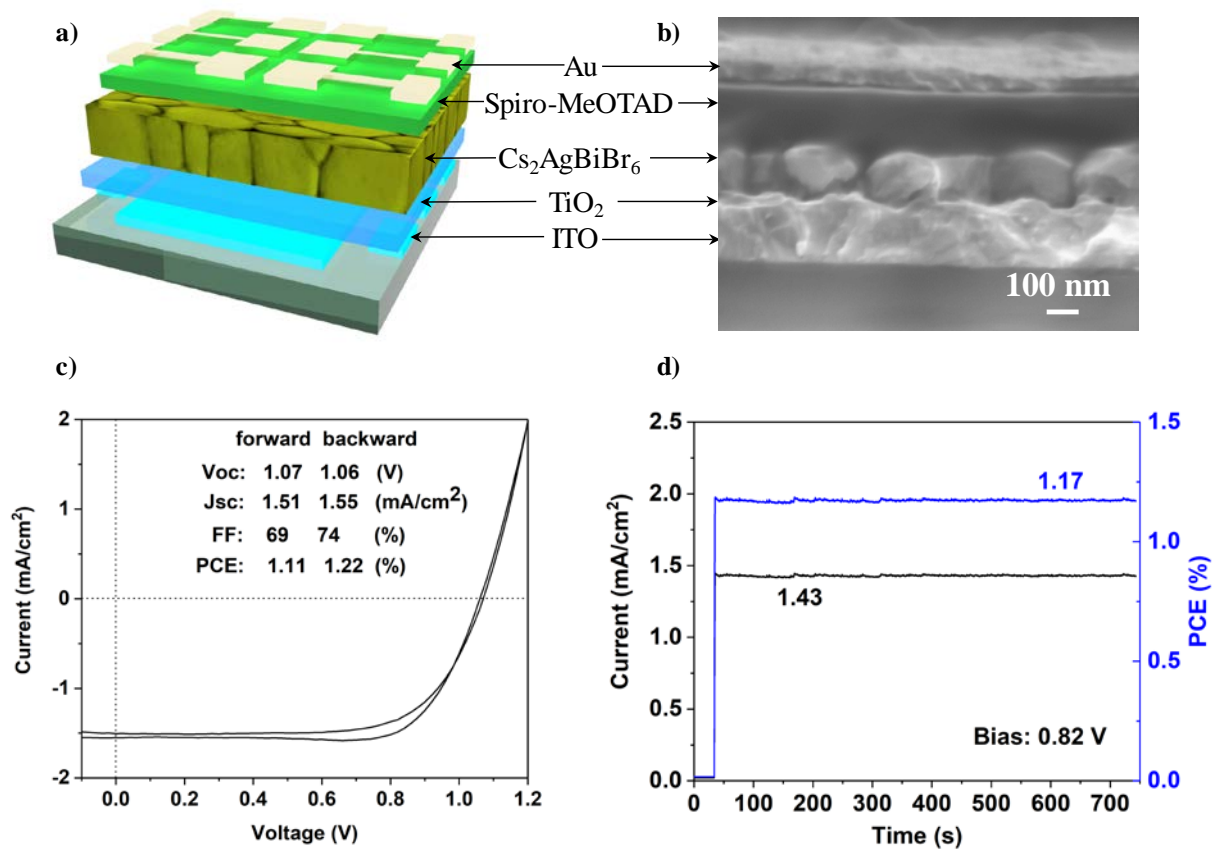 a)
b)
Au
Spiro-MeOTAD
Cs₂AgBiBr₆
TiO₂
ITO
100 nm
c)
d)
2
1
0
-1
-2
Current (mA/cm²)
forward backward
Voc: 1.07 1.06 (V)
Jsc: 1.51 1.55 (mA/cm²)
FF: 69 74 (%)
PCE: 1.11 1.22 (%)
0.0 0.2 0.4 0.6 0.8 1.0 1.2
Voltage (V)
2.5
2.0
1.5
1.0
0.5
0.0
Current (mA/cm²)
1.17
1.43
Bias: 0.82 V
1.5
1.0
0.5
0.0
PCE (%)
0 100 200 300 400 500 600 700
Time (s)